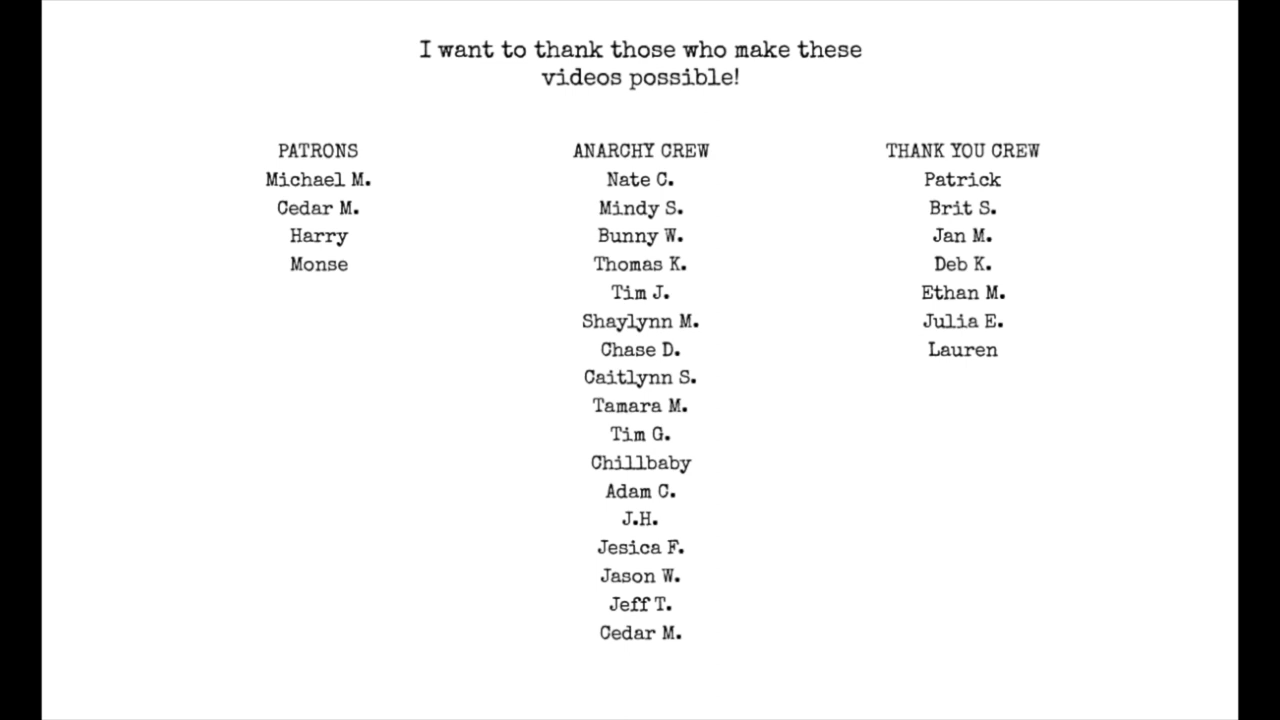 I want to thank those who make these
videos possible!
PATRONS
Michael M.
Cedar M.
Harry
Monse
ANARCHY CREW
Nate C.
Mindy S.
Bunny W.
Thomas K.
Tim J.
Shaylynn M.
Chase D.
Caitlynn S.
Tamara M.
Tim G.
Chillbaby
Adam C.
J.H.
Jesica F.
Jason W.
Jeff T.
Cedar M.
THANK YOU CREW
Patrick
Brit S.
Jan M.
Deb K.
Ethan M.
Julia E.
Lauren